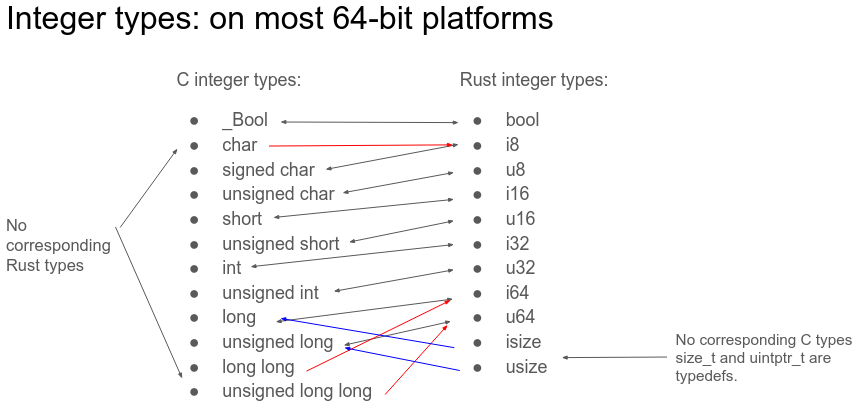 Integer types: on most 64-bit platforms
C integer types:
● _Bool
● char
● signed char
● unsigned char
● short
● unsigned short
● int
● unsigned int
● long
● unsigned long
● long long
● unsigned long long
Rust integer types:
● bool
● i8
● u8
● i16
● u16
● i32
● u32
● i64
● u64
● isize
● usize
No
corresponding
Rust types
No corresponding C types
size_t and uintptr_t are
typedefs.